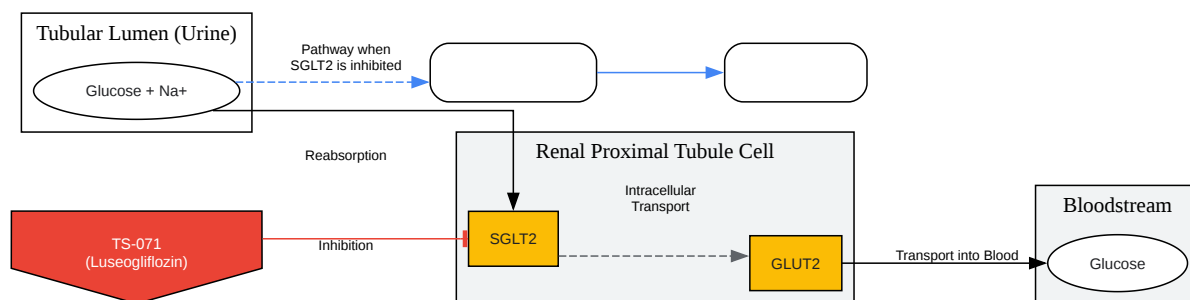 Tubular Lumen (Urine)
Glucose + Na+
Pathway when
SGLT2 is inhibited
Reabsorption
Renal Proximal Tubule Cell
Intracellular
Transport
TS-071
(Luseogliflozin)
Inhibition
SGLT2
GLUT2
Transport into Blood
Bloodstream
Glucose